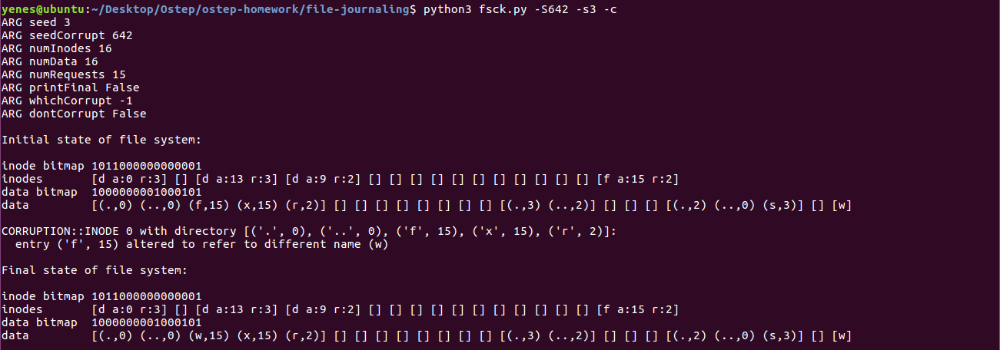 yenes@ubuntu:~/Desktop/Ostep/ostep-homework/file-journaling$ python3 fsck.py -S642 -s3 -c
ARG seed 3
ARG seedCorrupt 642
ARG numInodes 16
ARG numData 16
ARG numRequests 15
ARG printFinal False
ARG whichCorrupt -1
ARG dontCorrupt False
Initial state of file system:
inode bitmap 1011000000000001
inodes [d a:0 r:3] [] [d a:13 r:3] [d a:9 r:2] [] [] [] [] [] [] [] [] [] [] [] [f a:15 r:2]
data bitmap 1000000001000101
data [(.,0) (..,0) (f,15) (x,15) (r,2)] [] [] [] [] [] [] [] [] [(.,3) (..,2)] [] [] [] [(.,2) (..,0) (s,3)] [] [w]
CORRUPTION::INODE 0 with directory [('.', 0), ('..', 0), ('f', 15), ('x', 15), ('r', 2)]:
entry ('f', 15) altered to refer to different name (w)
Final state of file system:
inode bitmap 1011000000000001
inodes [d a:0 r:3] [] [d a:13 r:3] [d a:9 r:2] [] [] [] [] [] [] [] [] [] [] [] [f a:15 r:2]
data bitmap 1000000001000101
data [(.,0) (..,0) (w,15) (x,15) (r,2)] [] [] [] [] [] [] [] [] [(.,3) (..,2)] [] [] [] [(.,2) (..,0) (s,3)] [] [w]